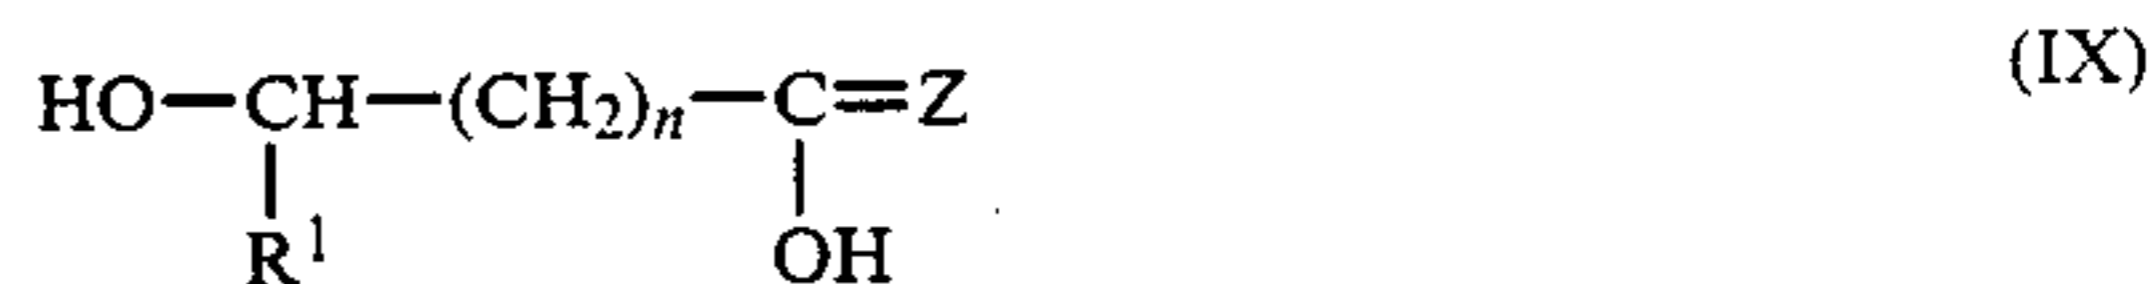 HO—CH—(CH₂)ₙ—C=Z (IX)
R¹ OH